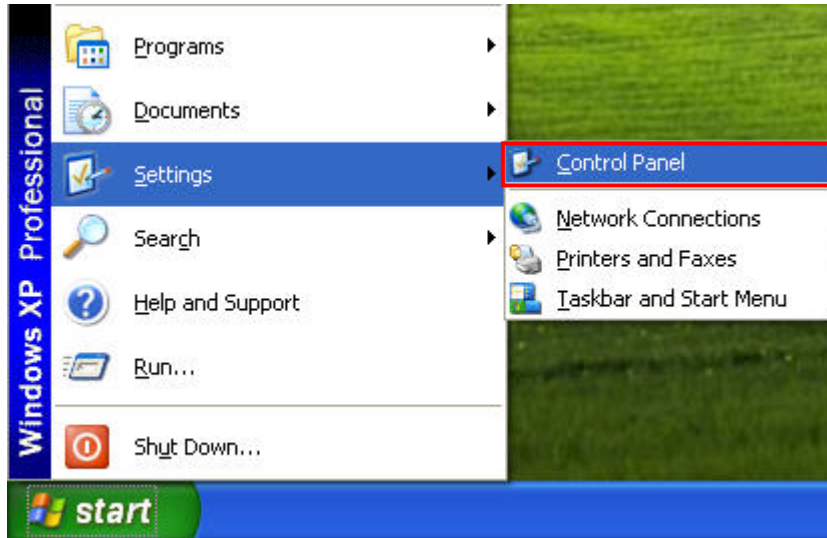 Programs
Documents
Settings
Search
Help and Support
Run...
Shut Down...
Control Panel
Network Connections
Printers and Faxes
Taskbar and Start Menu
Windows XP Professional
start